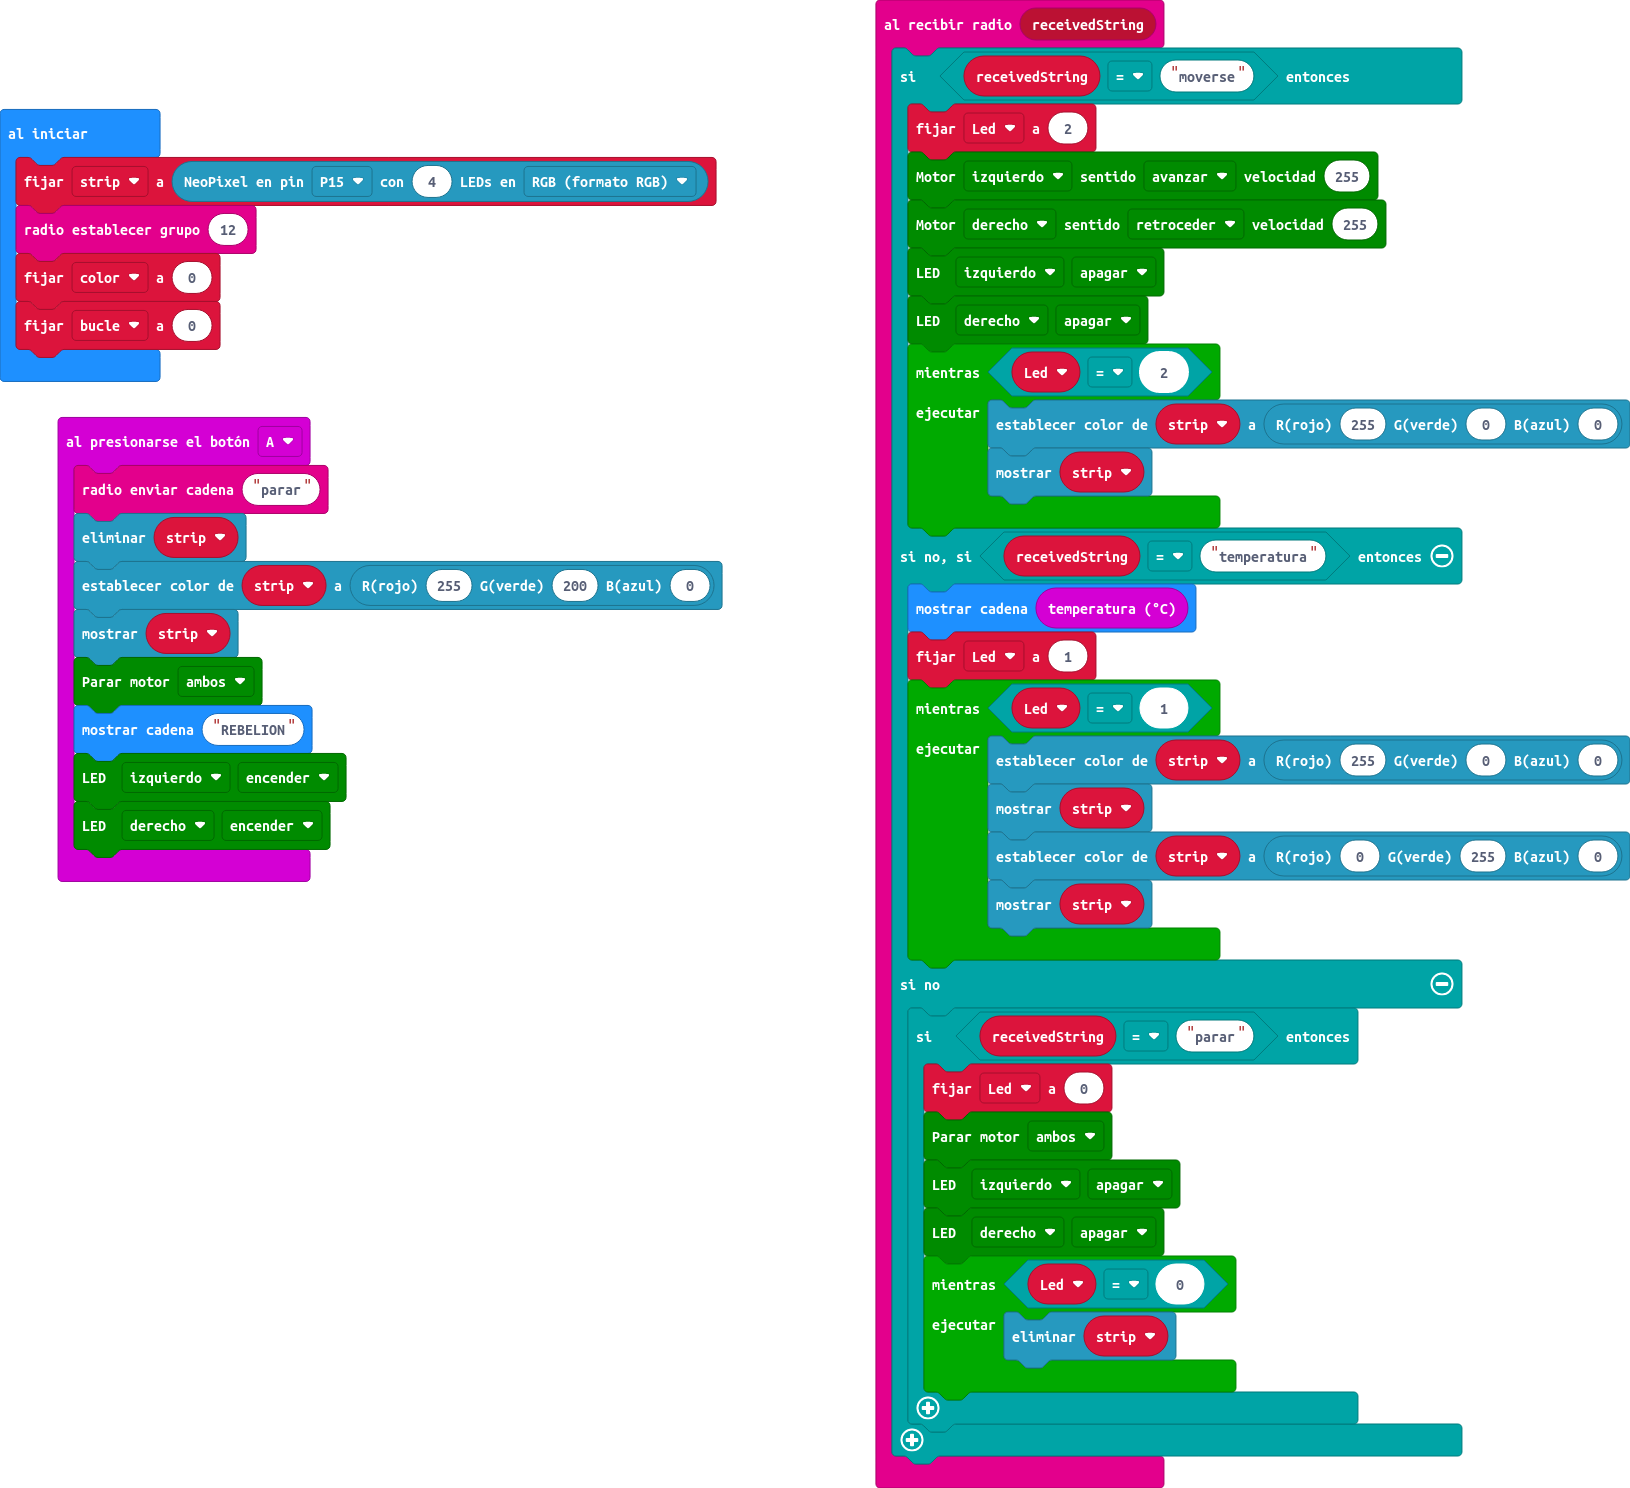 al iniciar
fijar strip a NeoPixel en pin P15 con 4 LEDs en RGB (formato RGB)
radio establecer grupo 12
fijar color a 0
fijar bucle a 0
al presionarse el botón A
radio enviar cadena "parar"
eliminar strip
establecer color de strip a R(rojo) 255 G(verde) 200 B(azul) 0
mostrar strip
Parar motor ambos
mostrar cadena "REBELION"
LED izquierdo encender
LED derecho encender
al recibir radio receivedString
si receivedString = "moverse" entonces
fijar Led a 2
Motor izquierdo sentido avanzar velocidad 255
Motor derecho sentido retroceder velocidad 255
LED izquierdo apagar
LED derecho apagar
mientras Led = 2
ejecutar
establecer color de strip a R(rojo) 255 G(verde) 0 B(azul) 0
mostrar strip
si no, si receivedString = "temperatura" entonces
mostrar cadena temperatura (°C)
fijar Led a 1
mientras Led = 1
ejecutar
establecer color de strip a R(rojo) 255 G(verde) 0 B(azul) 0
mostrar strip
establecer color de strip a R(rojo) 0 G(verde) 255 B(azul) 0
mostrar strip
si no
si receivedString = "parar" entonces
fijar Led a 0
Parar motor ambos
LED izquierdo apagar
LED derecho apagar
mientras Led = 0
ejecutar
eliminar strip